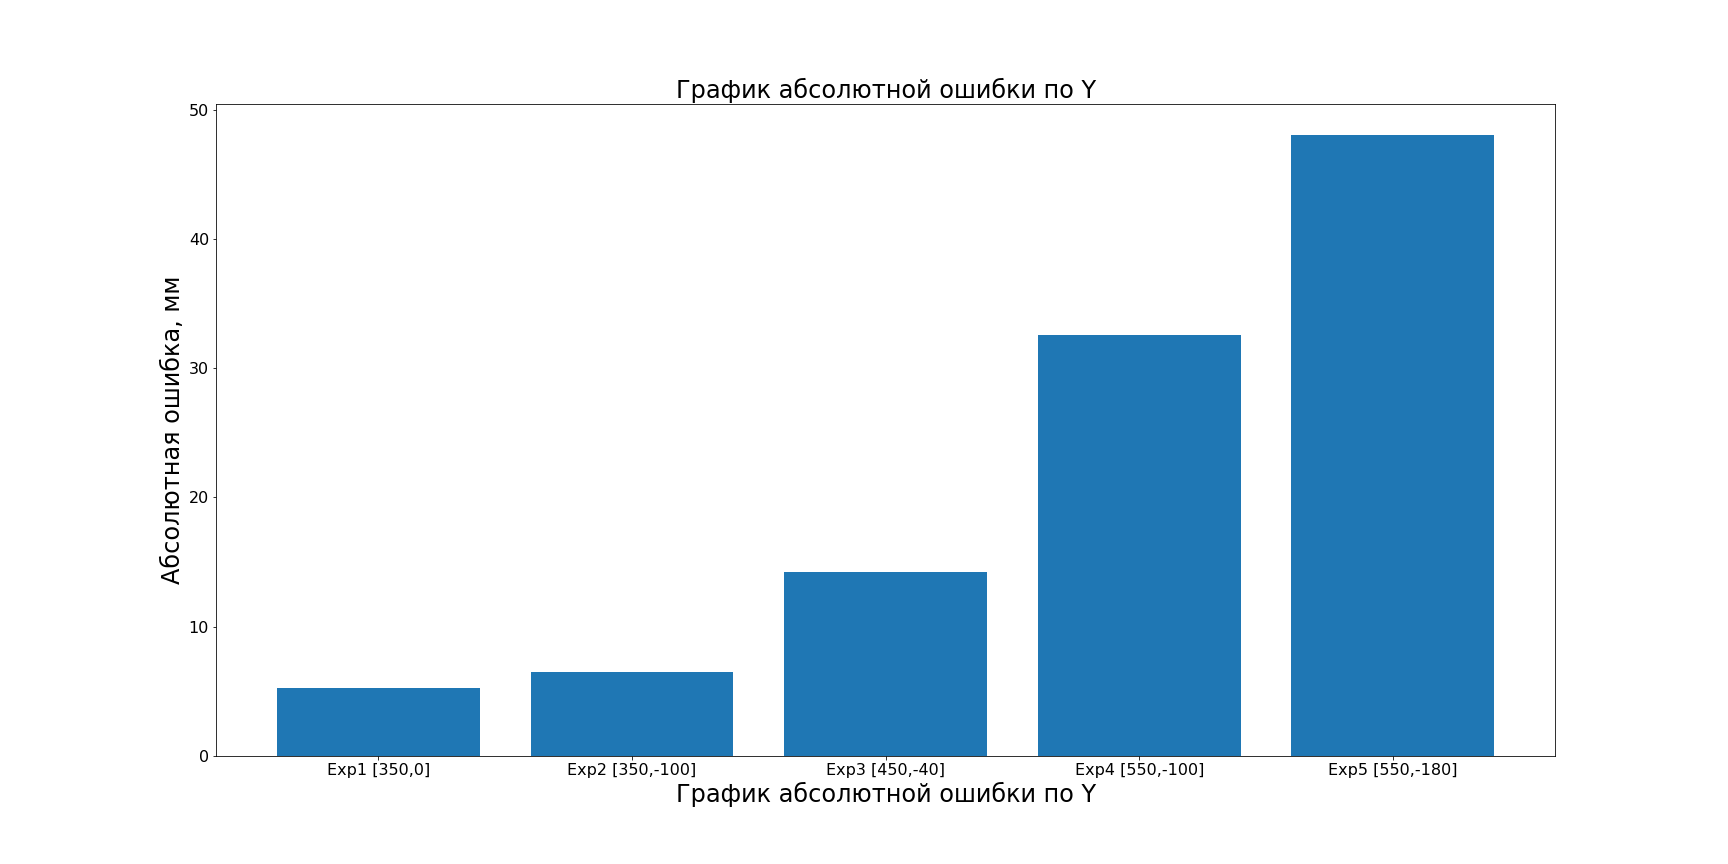 График абсолютной ошибки по Y
Абсолютная ошибка, мм
50
40
30
20
10
0
Exp1 [350,0]
Exp2 [350,-100]
Exp3 [450,-40]
Exp4 [550,-100]
Exp5 [550,-180]
График абсолютной ошибки по Y